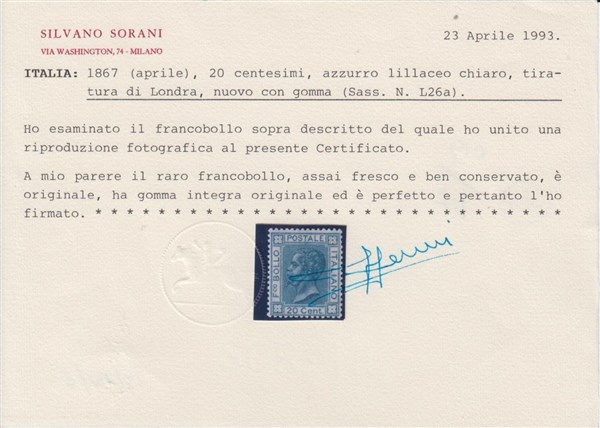 SILVANO SORANI
VIA WASHINGTON, 74 - MILANO
23 Aprile 1993.
ITALIA: 1867 (aprile), 20 centesimi, azzurro lillaceo chiaro, tira-
tura di Londra, nuovo con gomma (Sass. N. L26a).
Ho esaminato il francobollo sopra descritto del quale ho unito una
riproduzione fotografica al presente Certificato.
A mio parere il raro francobollo, assai fresco e ben conservato, è
originale, ha gomma integra originale ed è perfetto e pertanto l'ho
firmato. * * * * * * * * * * * * * * * * * * * * * * * * * * * * *
POSTALE
F.BOLLO
ITALIANO
20 Cent.